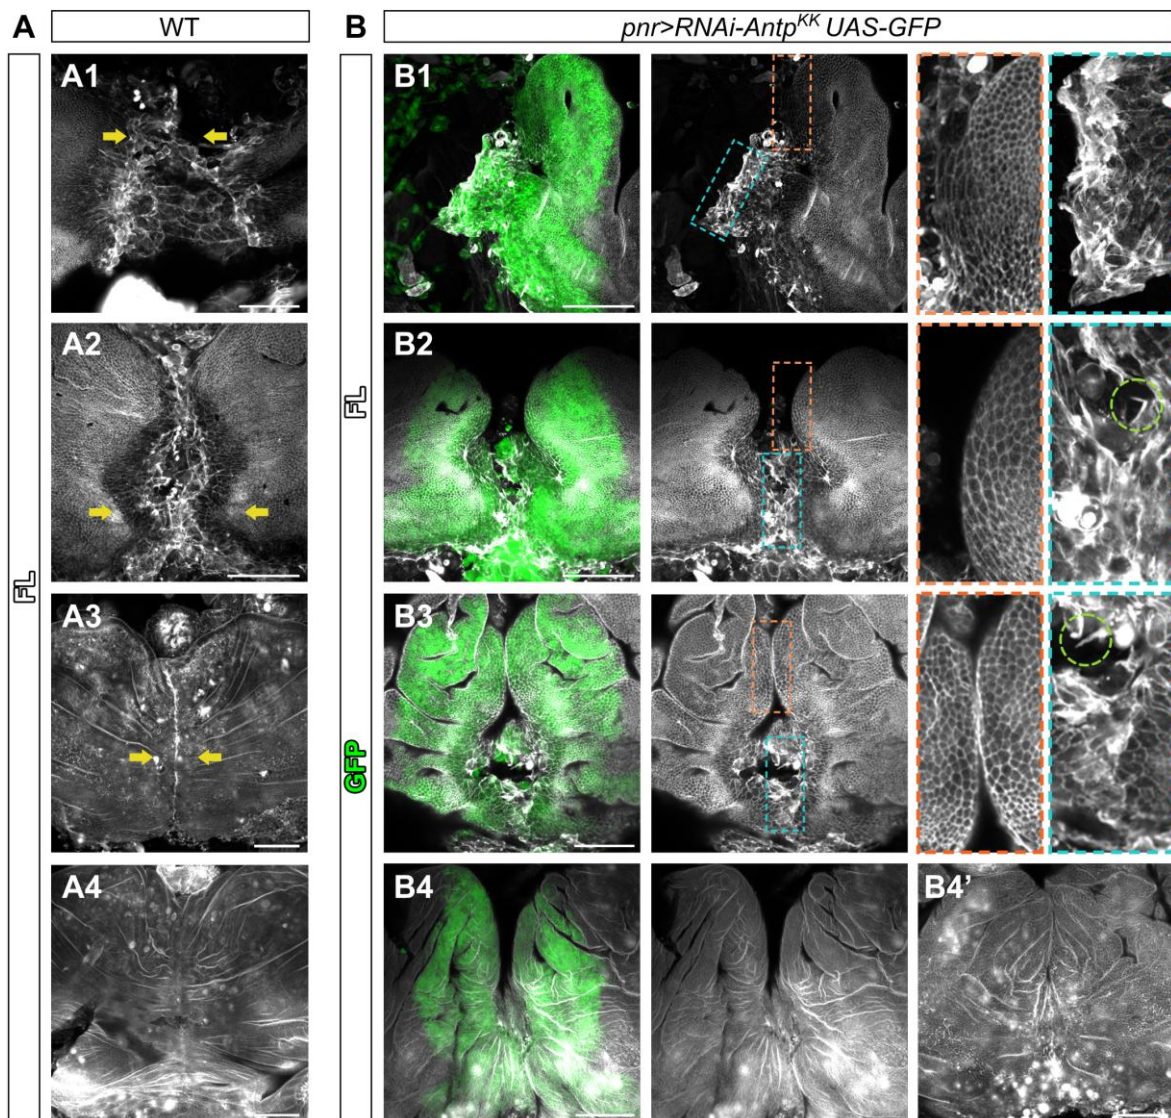 A
WT
B
pnr>RNAi-Antp^KK UAS-GFP
A1
B1
A2
B2
FL
FL
A3
B3
GFP
A4
B4
B4’